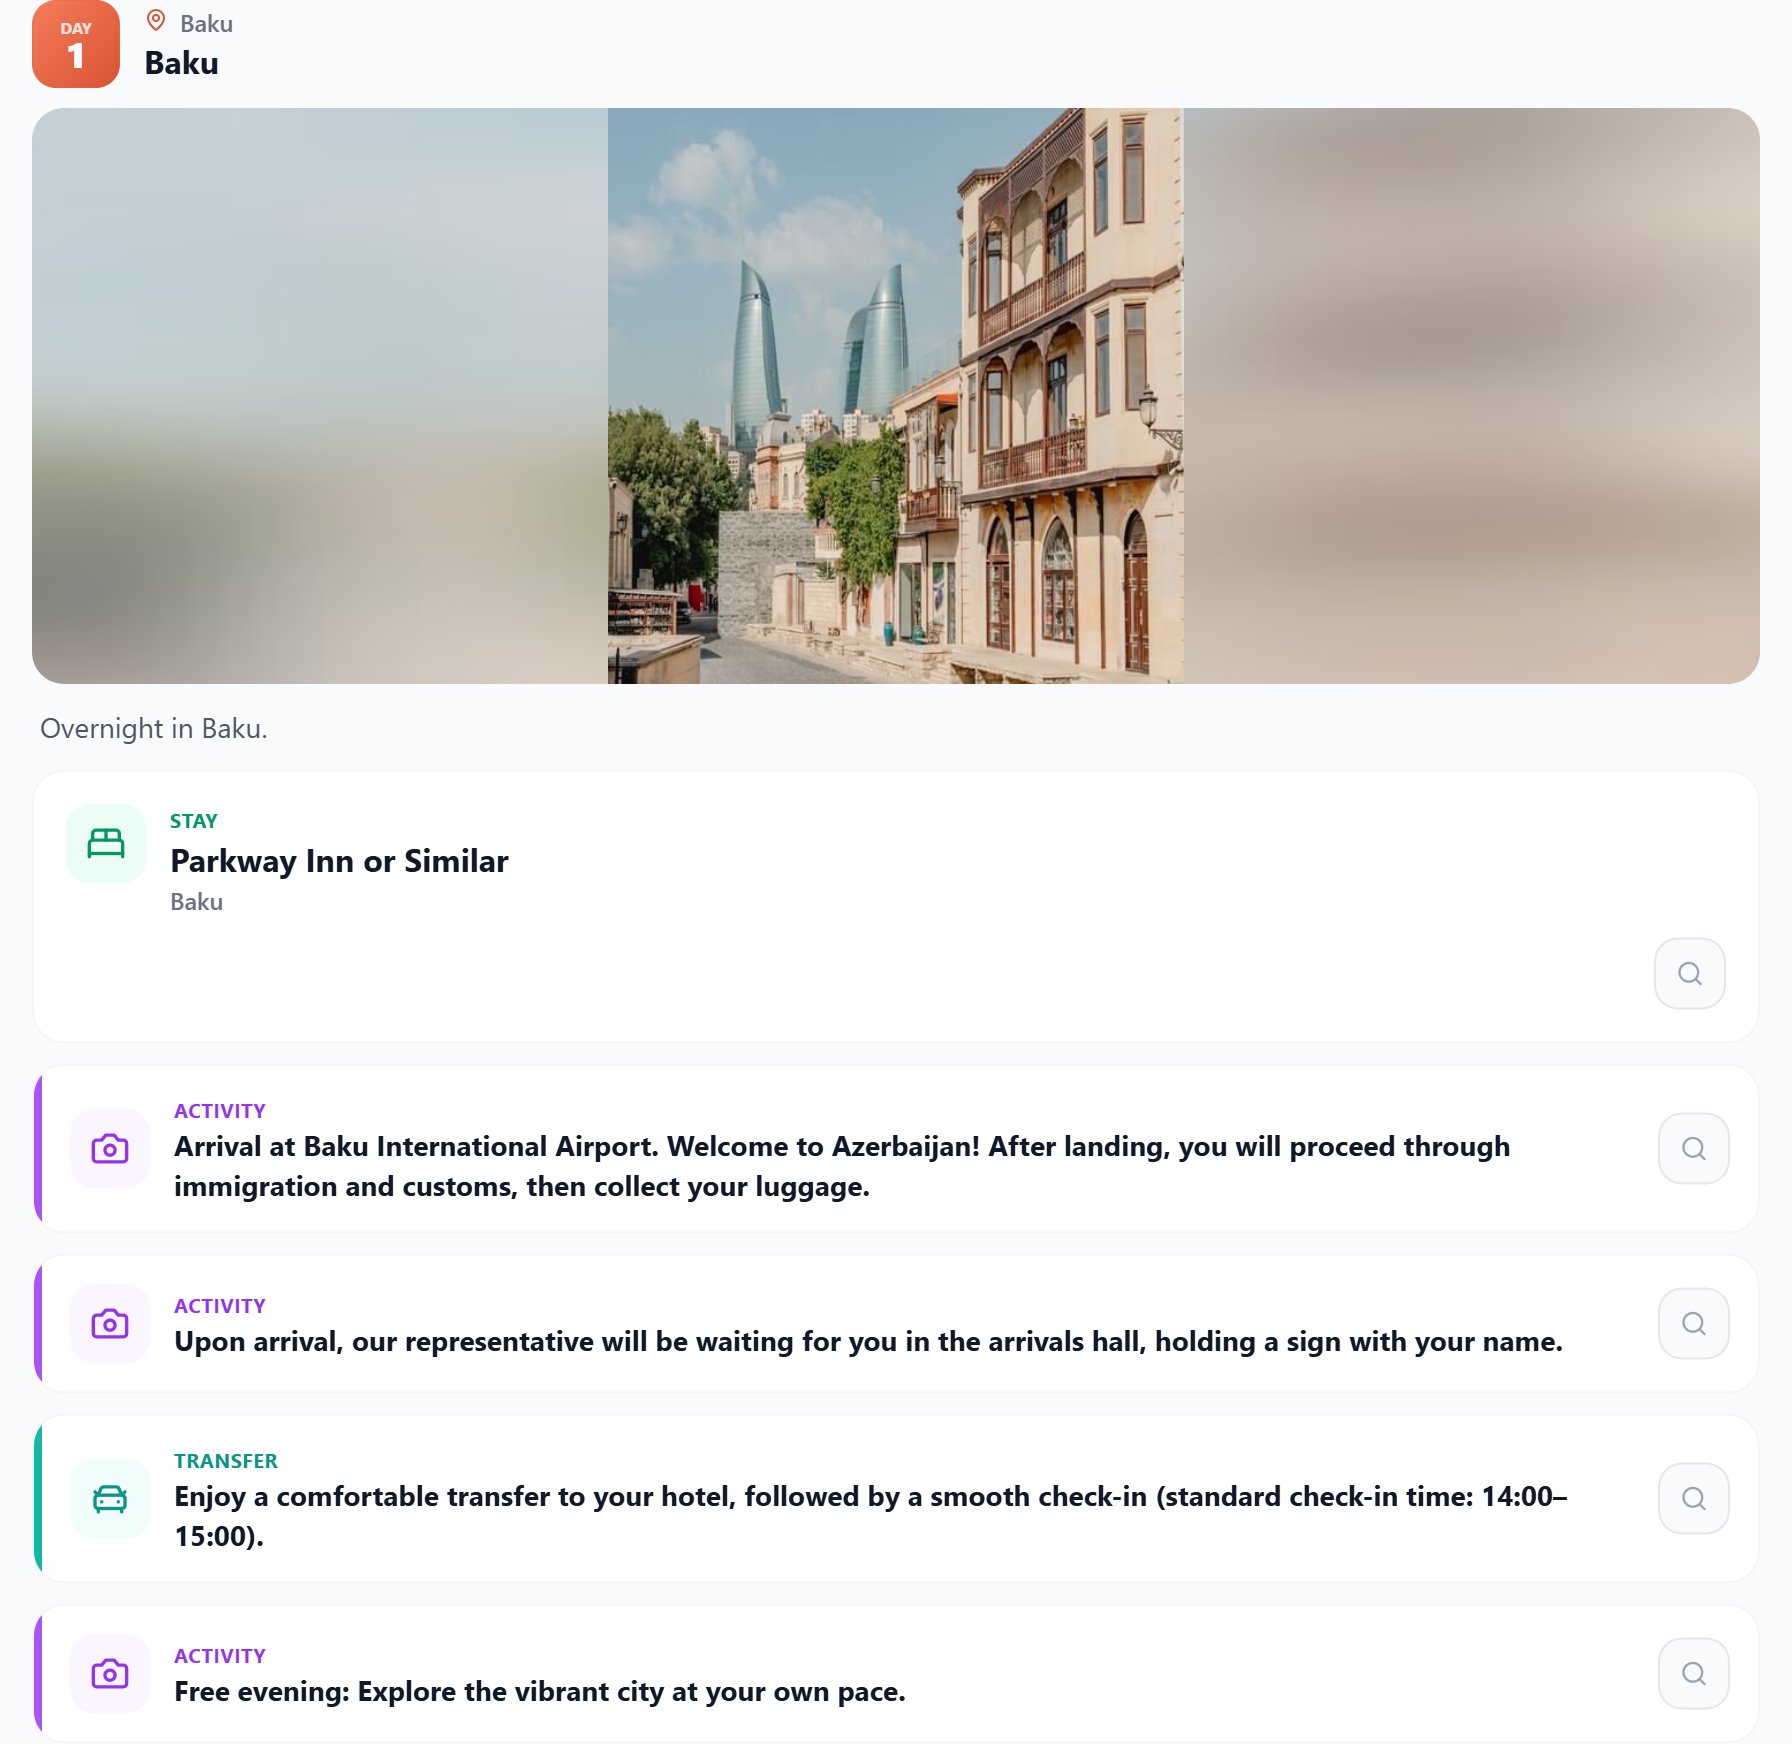 DAY
1
Baku
Baku
Overnight in Baku.
STAY
Parkway Inn or Similar
Baku
ACTIVITY
Arrival at Baku International Airport. Welcome to Azerbaijan! After landing, you will proceed through
immigration and customs, then collect your luggage.
ACTIVITY
Upon arrival, our representative will be waiting for you in the arrivals hall, holding a sign with your name.
TRANSFER
Enjoy a comfortable transfer to your hotel, followed by a smooth check-in (standard check-in time: 14:00–
15:00).
ACTIVITY
Free evening: Explore the vibrant city at your own pace.